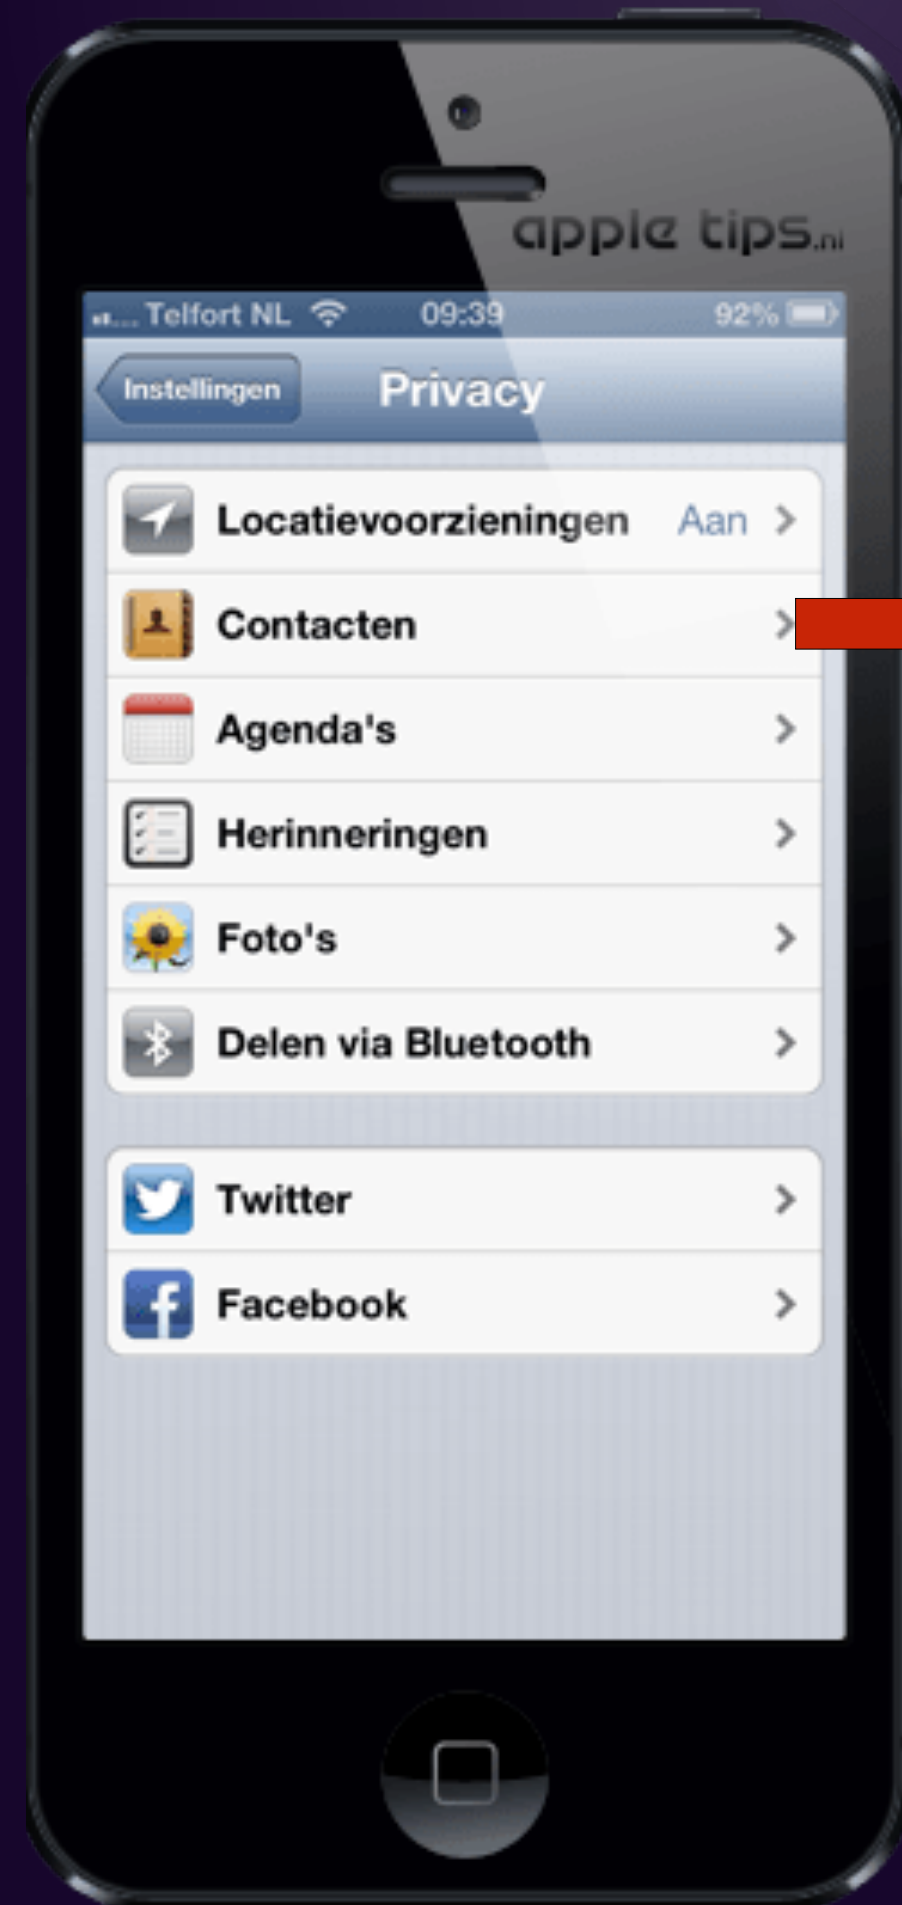 apple tips.nl
Telfort NL 09:39 92%
Instellingen Privacy
Locatievoorzieningen Aan
Contacten
Agenda's
Herinneringen
Foto's
Delen via Bluetooth
Twitter
Facebook